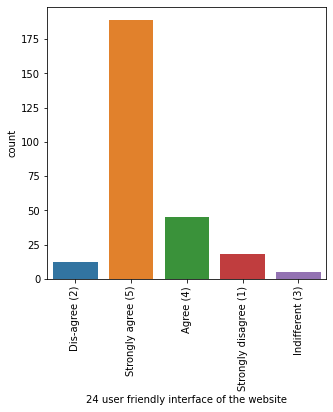 175
150
125
100
75
50
25
0
count
Dis-agree (2)
Strongly agree (5)
Agree (4)
Strongly disagree (1)
Indifferent (3)
24 user friendly interface of the website